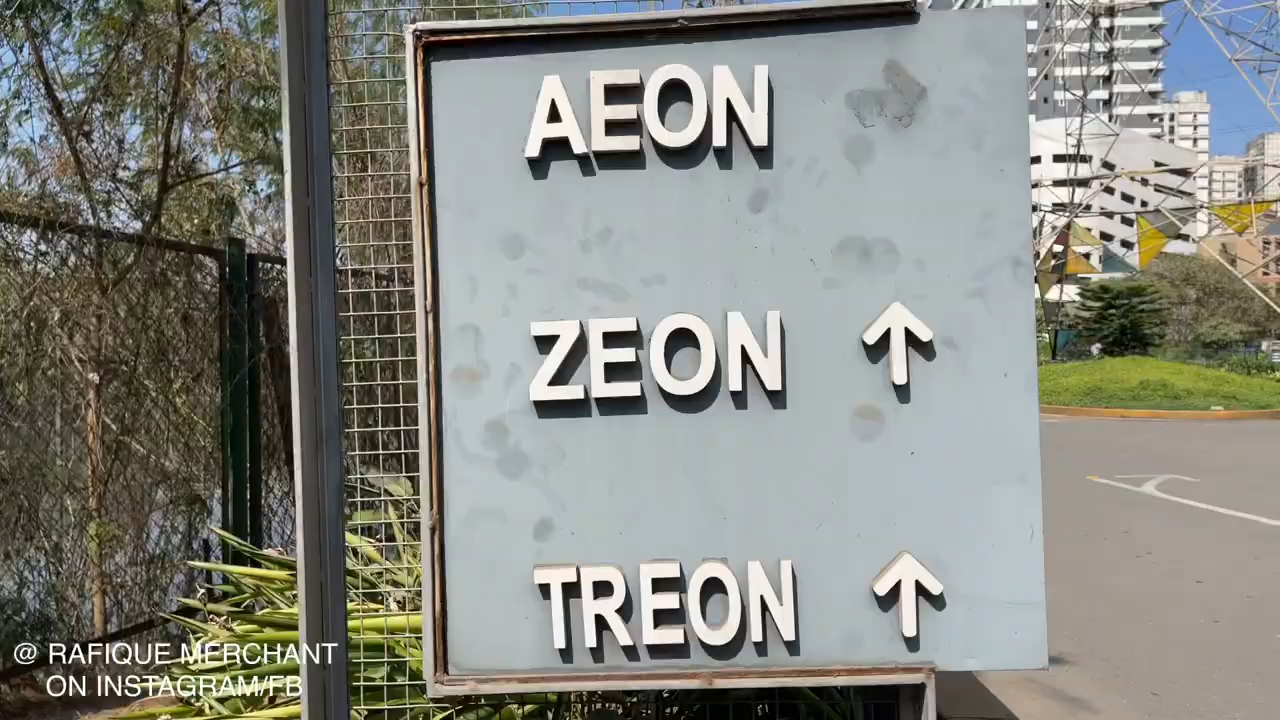 AEON
ZEON ↑
TREON ↑
@ RAFIQUE MERCHANT
ON INSTAGRAM/FB